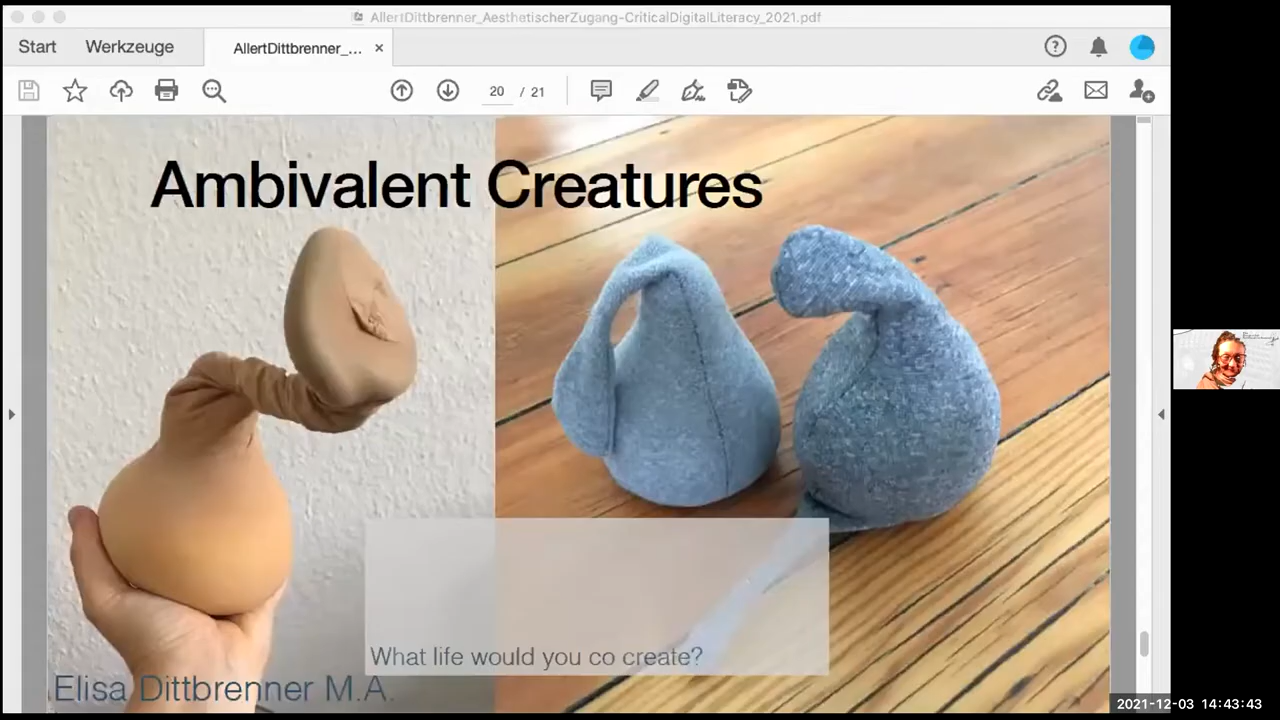 AllertDittbrenner_AesthetischerZugang-CriticalDigitalLiteracy_2021.pdf
Start Werkzeuge AllertDittbrenner_...
20 / 21
Ambivalent Creatures
What life would you co create?
Elisa Dittbrenner M.A.
2021-12-03 14:43:43